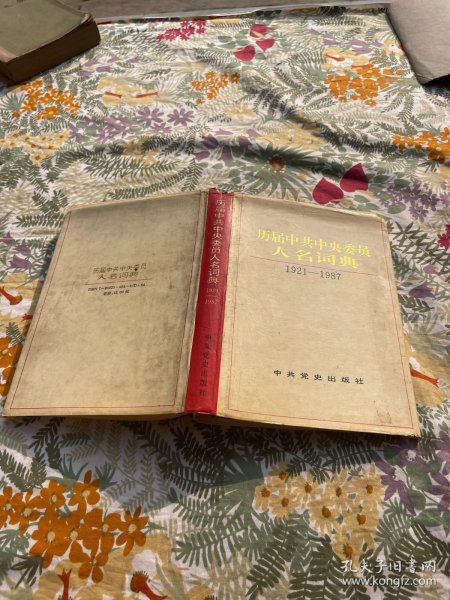 历届中共中央委员
人名词典
1921—1987
中共党史出版社
历届中共中央委员人名词典
1921
1987
中共党史出版社
历届中共中央委员
人名词典
孔夫子旧书网
www.kongfz.com